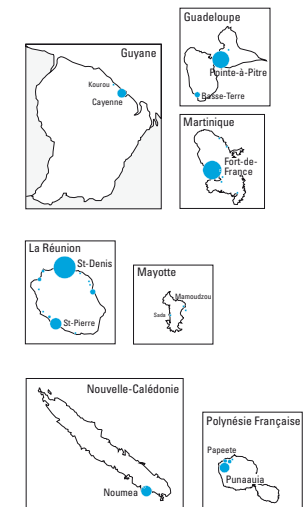 Guyane
Kourou
Cayenne
Guadeloupe
Pointe-à-Pitre
Basse-Terre
Martinique
Fort-de-
France
La Réunion
St-Denis
St-Pierre
Mayotte
Mamoudzou
Sada
Nouvelle-Calédonie
Noumea
Polynésie Française
Papeete
Punaauia